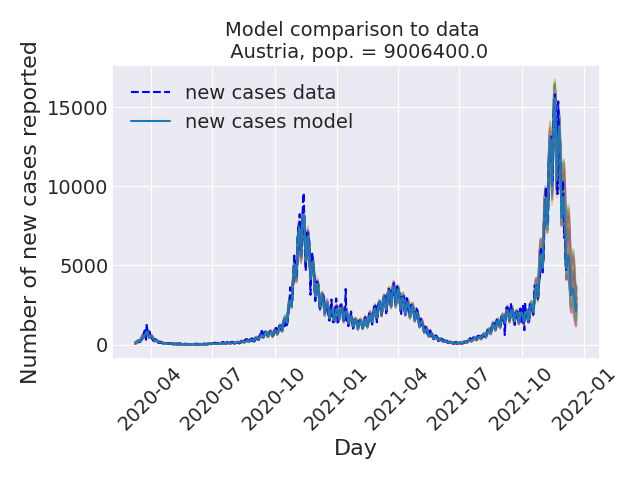 Model comparison to data
Austria, pop. = 9006400.0
Number of new cases reported
15000
10000
5000
0
new cases data
new cases model
2020-04
2020-07
2020-10
2021-01
2021-04
2021-07
2021-10
2022-01
Day